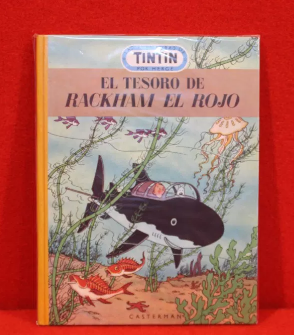 TINTIN
POR HERGÉ
EL TESORO DE
RACKHAM EL ROJO
CASTERMAN